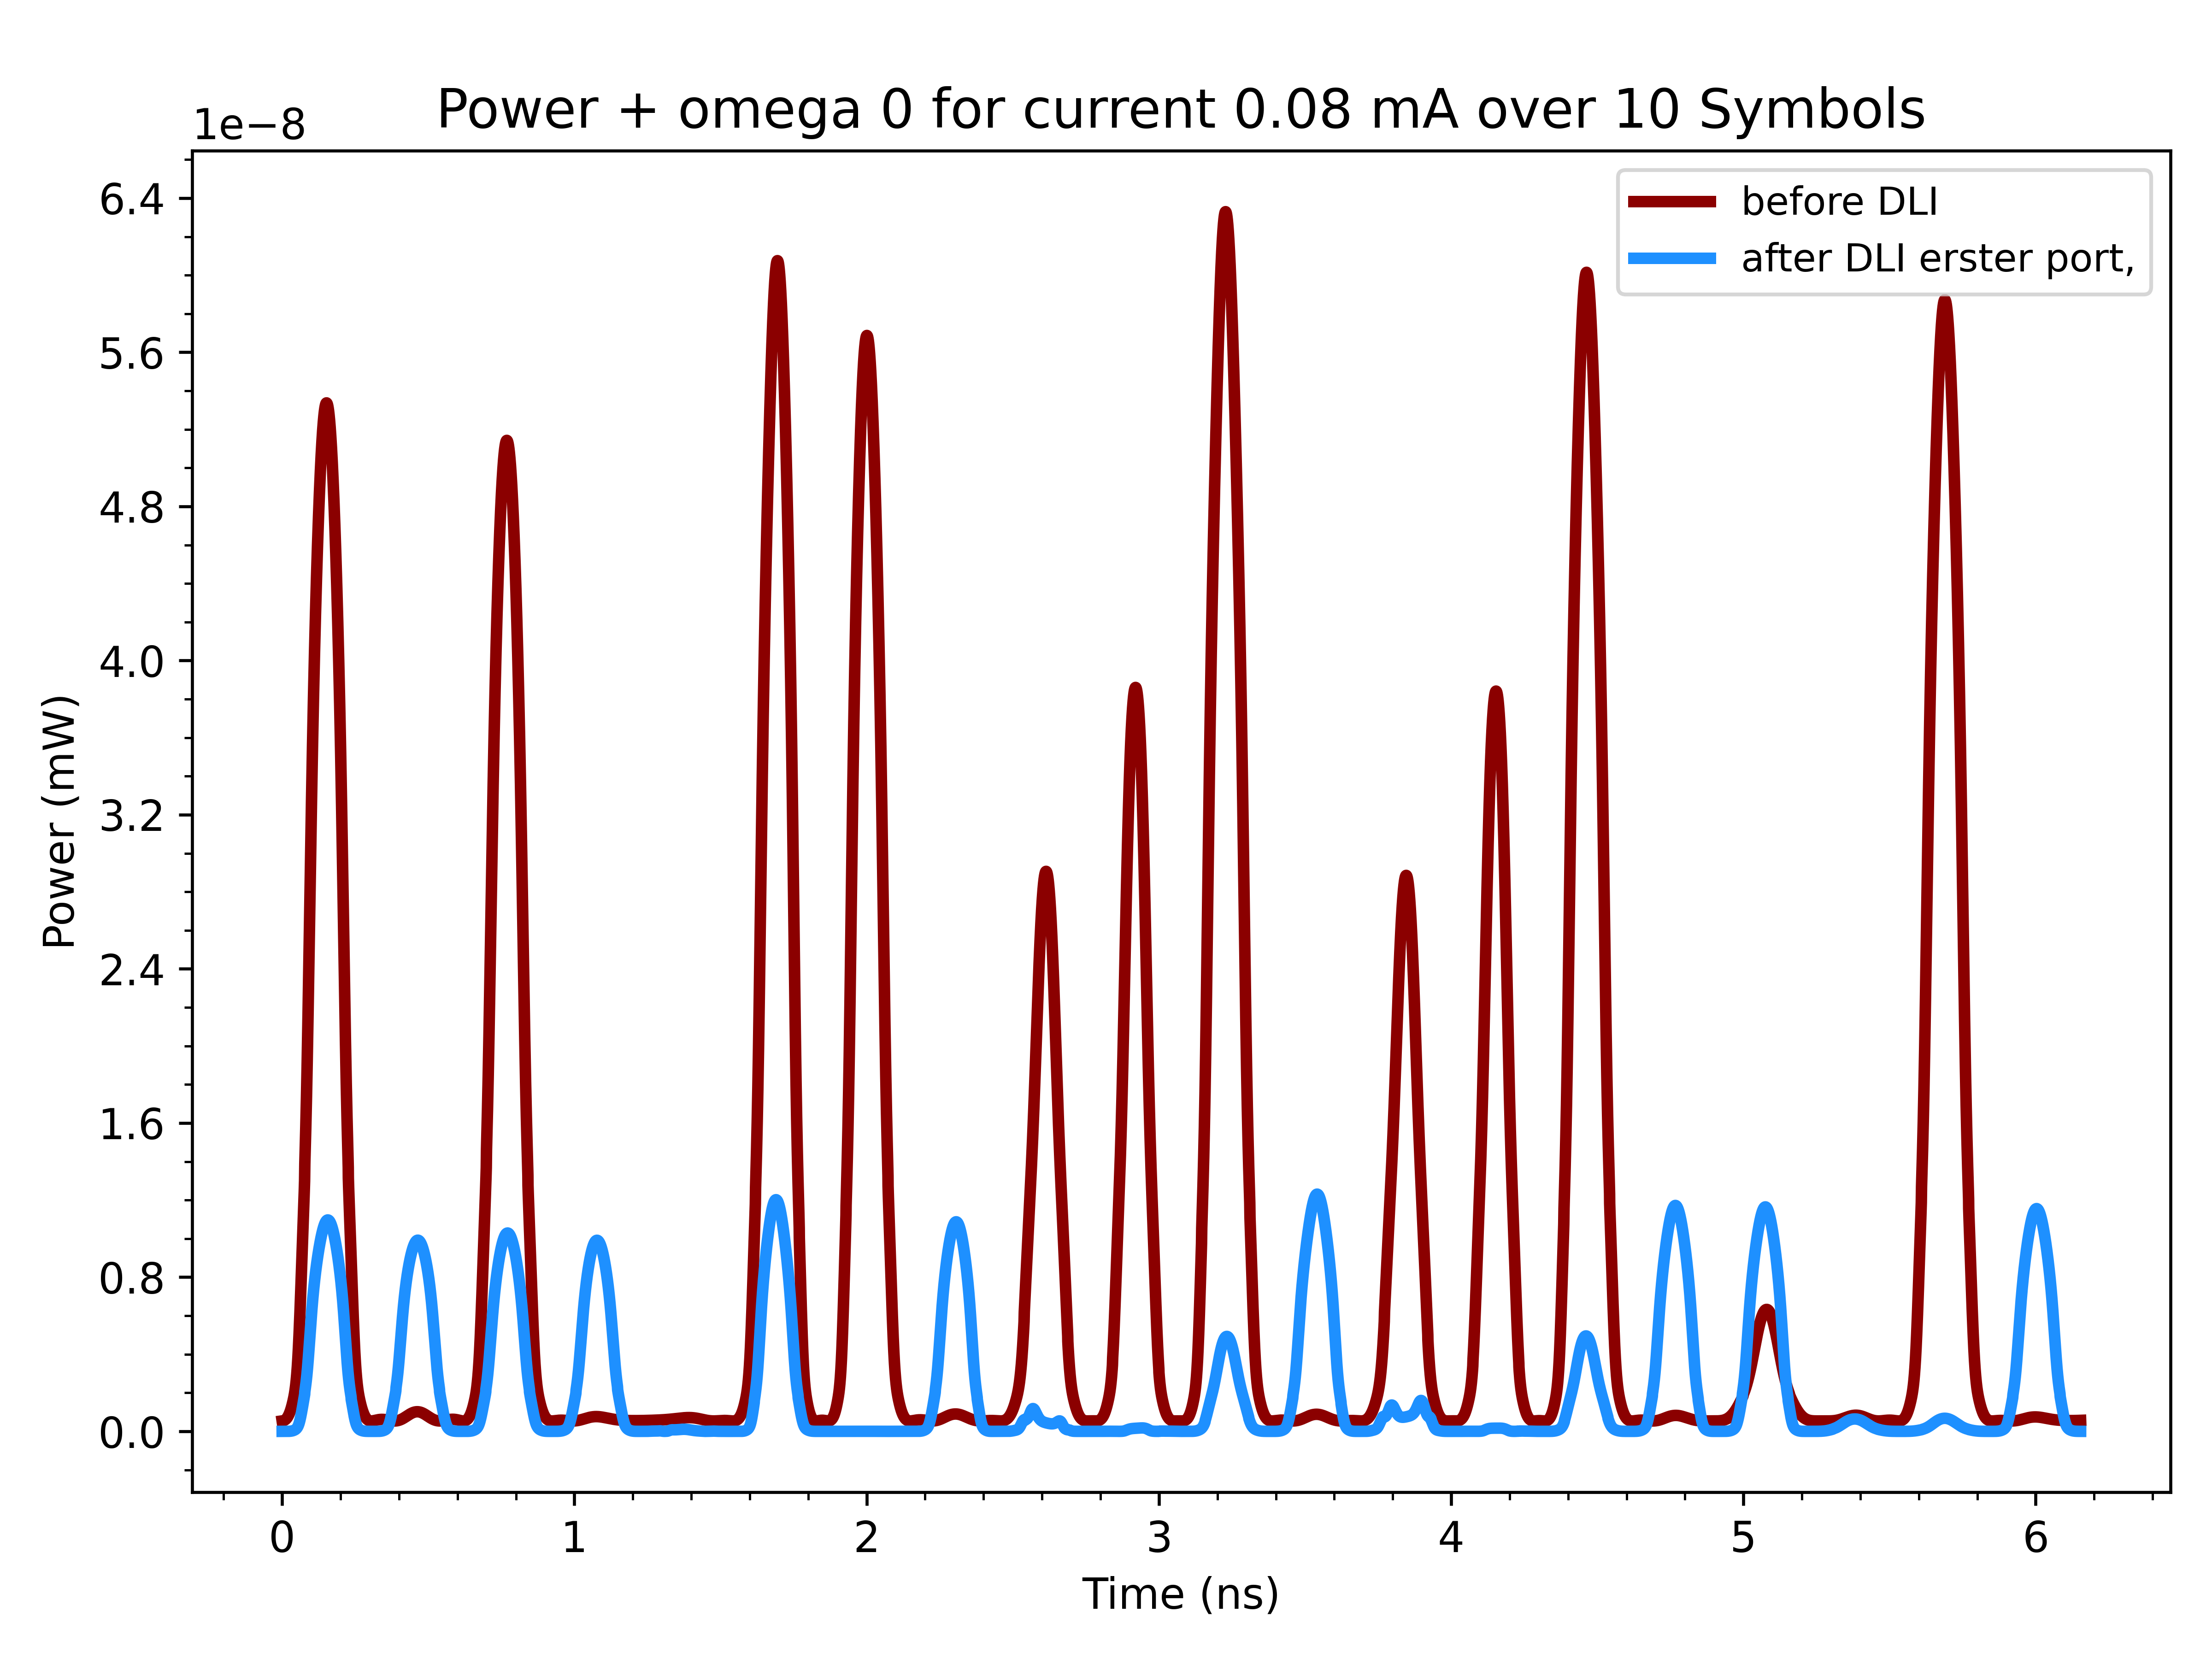 Power + omega 0 for current 0.08 mA over 10 Symbols
1e−8
before DLI
after DLI erster port,
6.4
5.6
4.8
4.0
3.2
2.4
1.6
0.8
0.0
Power (mW)
0 1 2 3 4 5 6
Time (ns)